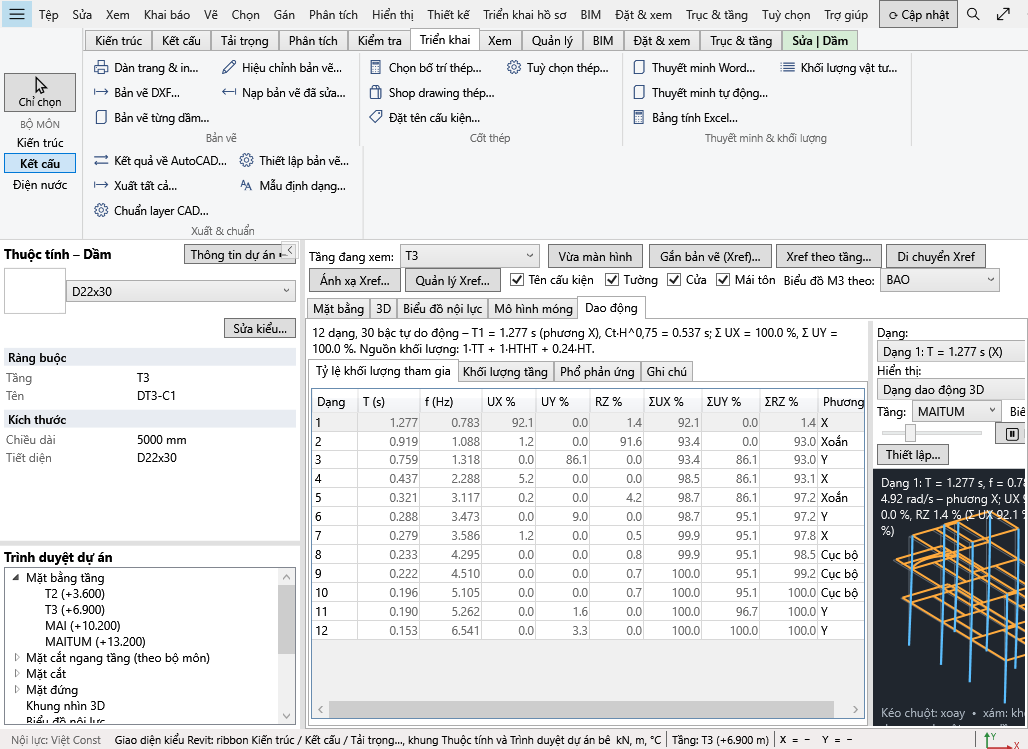 Tệp Sửa Xem Khai báo Vẽ Chọn Gán Phân tích Hiển thị Thiết kế Triển khai hồ sơ BIM Đặt & xem Trục & tầng Tuỳ chọn Trợ giúp ⟳ Cập nhật
Kiến trúc Kết cấu Tải trọng Phân tích Kiểm tra Triển khai Xem Quản lý BIM Đặt & xem Trục & tầng Sửa | Dầm
Chỉ chọn
BỘ MÔN
Kiến trúc
Kết cấu
Điện nước
Dàn trang & in... Hiệu chỉnh bản vẽ...
Bản vẽ DXF... Nạp bản vẽ đã sửa...
Bản vẽ từng dầm...
Bản vẽ
Chọn bố trí thép... Tuỳ chọn thép...
Shop drawing thép...
Đặt tên cấu kiện...
Cốt thép
Thuyết minh Word... Khối lượng vật tư...
Thuyết minh tự động...
Bảng tính Excel...
Thuyết minh & khối lượng
Kết quả về AutoCAD... Thiết lập bản vẽ...
Xuất tất cả... Mẫu định dạng...
Chuẩn layer CAD...
Xuất & chuẩn
Thuộc tính – Dầm Thông tin dự án
D22x30
Sửa kiểu...
Ràng buộc
Tầng T3
Tên DT3-C1
Kích thước
Chiều dài 5000 mm
Tiết diện D22x30
Trình duyệt dự án
Mặt bằng tầng
T2 (+3.600)
T3 (+6.900)
MAI (+10.200)
MAITUM (+13.200)
Mặt cắt ngang tầng (theo bộ môn)
Mặt cắt
Mặt đứng
Khung nhìn 3D
Biểu đồ nội lực
Tầng đang xem: T3 Vừa màn hình Gắn bản vẽ (Xref)... Xref theo tầng... Di chuyển Xref
Ánh xạ Xref... Quản lý Xref... Tên cấu kiện Tường Cửa Mái tôn Biểu đồ M3 theo: BAO
Mặt bằng 3D Biểu đồ nội lực Mô hình móng Dao động
12 dạng, 30 bậc tự do động – T1 = 1.277 s (phương X), Ct·H^0,75 = 0.537 s; Σ UX = 100.0 %, Σ UY =
100.0 %. Nguồn khối lượng: 1·TT + 1·HTHT + 0.24·HT.
Tỷ lệ khối lượng tham gia Khối lượng tầng Phổ phản ứng Ghi chú
Dạng T (s) f (Hz) UX % UY % RZ % ΣUX % ΣUY % ΣRZ % Phương
1 1.277 0.783 92.1 0.0 1.4 92.1 0.0 1.4 X
2 0.919 1.088 1.2 0.0 91.6 93.4 0.0 93.0 Xoắn
3 0.759 1.318 0.0 86.1 0.0 93.4 86.1 93.0 Y
4 0.437 2.288 5.2 0.0 0.0 98.5 86.1 93.1 X
5 0.321 3.117 0.2 0.0 4.2 98.7 86.1 97.2 Xoắn
6 0.288 3.473 0.0 9.0 0.0 98.7 95.1 97.2 Y
7 0.279 3.586 1.2 0.0 0.5 99.9 95.1 97.8 X
8 0.233 4.295 0.0 0.0 0.8 99.9 95.1 98.5 Cục bộ
9 0.222 4.510 0.0 0.0 0.7 100.0 95.1 99.2 Cục bộ
10 0.196 5.105 0.0 0.0 0.7 100.0 95.1 100.0 Cục bộ
11 0.190 5.262 0.0 1.6 0.0 100.0 96.7 100.0 Y
12 0.153 6.541 0.0 3.3 0.0 100.0 100.0 100.0 Y
Dạng:
Dạng 1: T = 1.277 s (X)
Hiển thị:
Dạng dao động 3D
Tầng: MAITUM Biê
Thiết lập...
Dạng 1: T = 1.277 s, f = 0.78
4.92 rad/s – phương X; UX 9
0.0 %, RZ 1.4 % (Σ UX 92.1 %
%)
Kéo chuột: xoay • xám: kh
Nội lực: Việt Const Giao diện kiểu Revit: ribbon Kiến trúc / Kết cấu / Tải trọng..., khung Thuộc tính và Trình duyệt dự án bê kN, m, °C Tầng: T3 (+6.900 m) X = – Y = –
Y
X